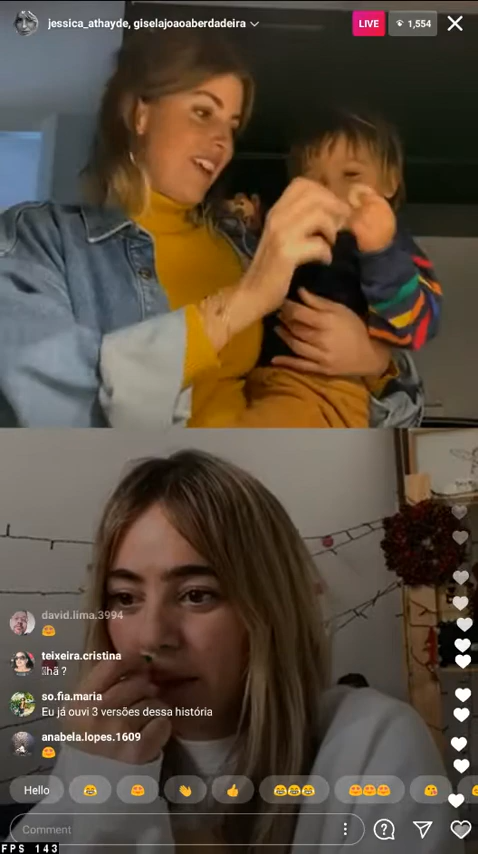 jessica_athayde, giselajoaoaberdadeira
LIVE
1,554
david.lima.3994
teixeira.cristina
hã ?
so.fia.maria
Eu já ouvi 3 versões dessa história
anabela.lopes.1609
Hello
Comment
FPS 143